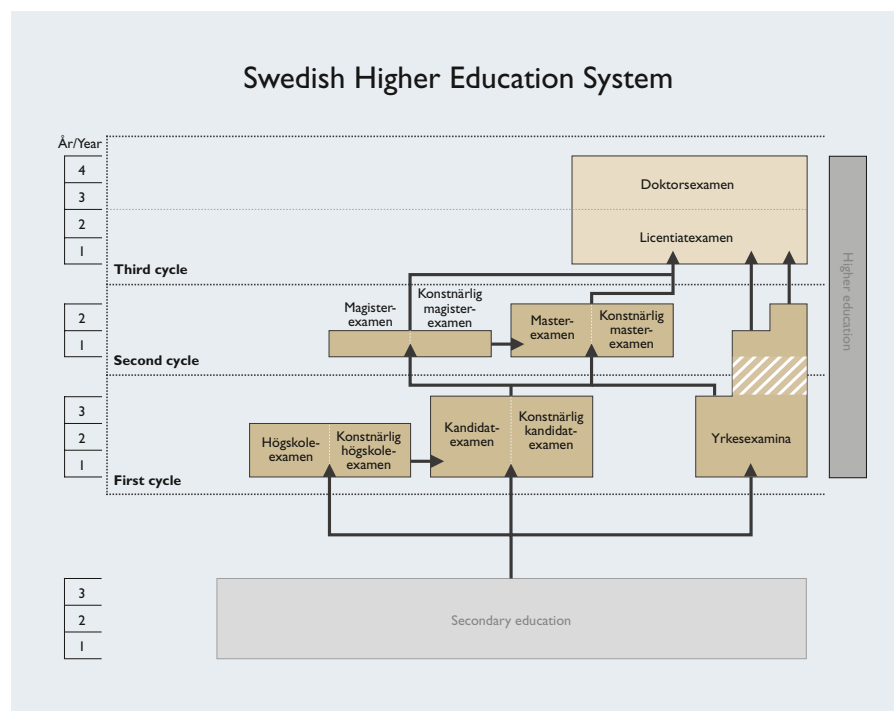 Swedish Higher Education System
År/Year
4
3
2
1
Doktorsexamen
Licentiatexamen
Third cycle
Higher education
2
1
Magister-
examen
Konstnärlig
magister-
examen
Master-
examen
Konstnärlig
master-
examen
Second cycle
3
2
1
Högskole-
examen
Konstnärlig
högskole-
examen
Kandidat-
examen
Konstnärlig
kandidat-
examen
Yrkesexamina
First cycle
3
2
1
Secondary education